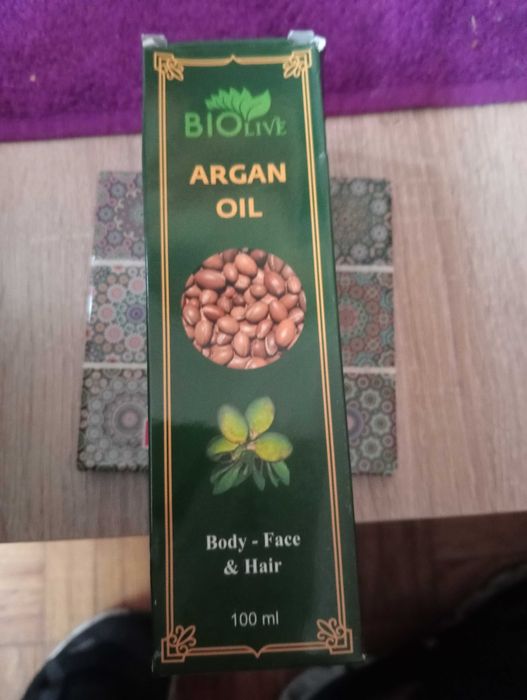 BIOLIVE
ARGAN
OIL
Body - Face
& Hair
100 ml